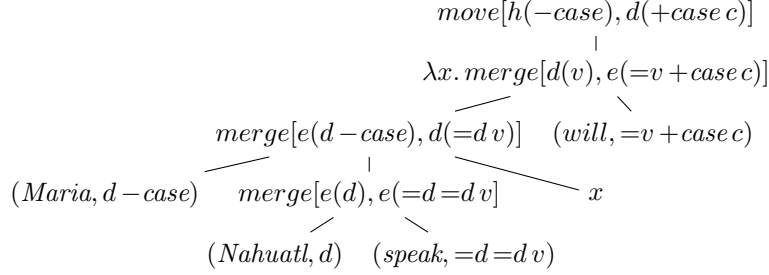 move[h(−case), d(+case c)]
λx. merge[d(v), e(=v +case c)]
merge[e(d −case), d(=d v)] (will, =v +case c)
(Maria, d −case) merge[e(d), e(=d =d v] x
(Nahuatl, d) (speak, =d =d v)